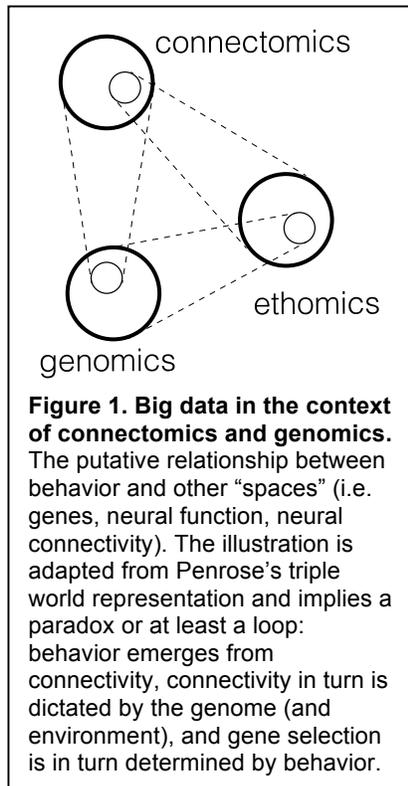 connectomics
ethomics
genomics
Figure 1. Big data in the context
of connectomics and genomics.
The putative relationship between
behavior and other “spaces” (i.e.
genes, neural function, neural
connectivity). The illustration is
adapted from Penrose’s triple
world representation and implies a
paradox or at least a loop:
behavior emerges from
connectivity, connectivity in turn is
dictated by the genome (and
environment), and gene selection
is in turn determined by behavior.